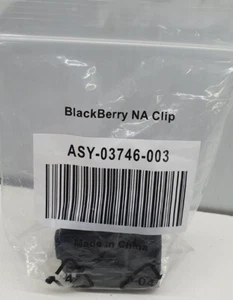 BlackBerry NA Clip
ASY-03746-003
Made in China